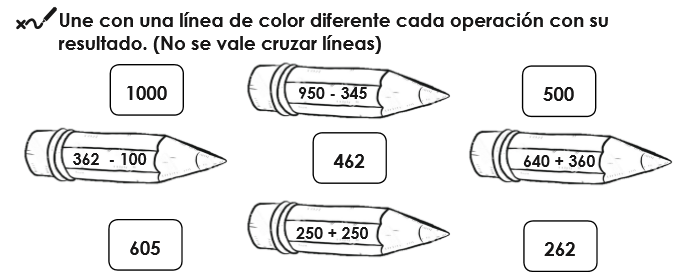 Une con una línea de color diferente cada operación con su
resultado. (No se vale cruzar líneas)
1000
950 - 345
500
362 - 100
462
640 + 360
605
250 + 250
262